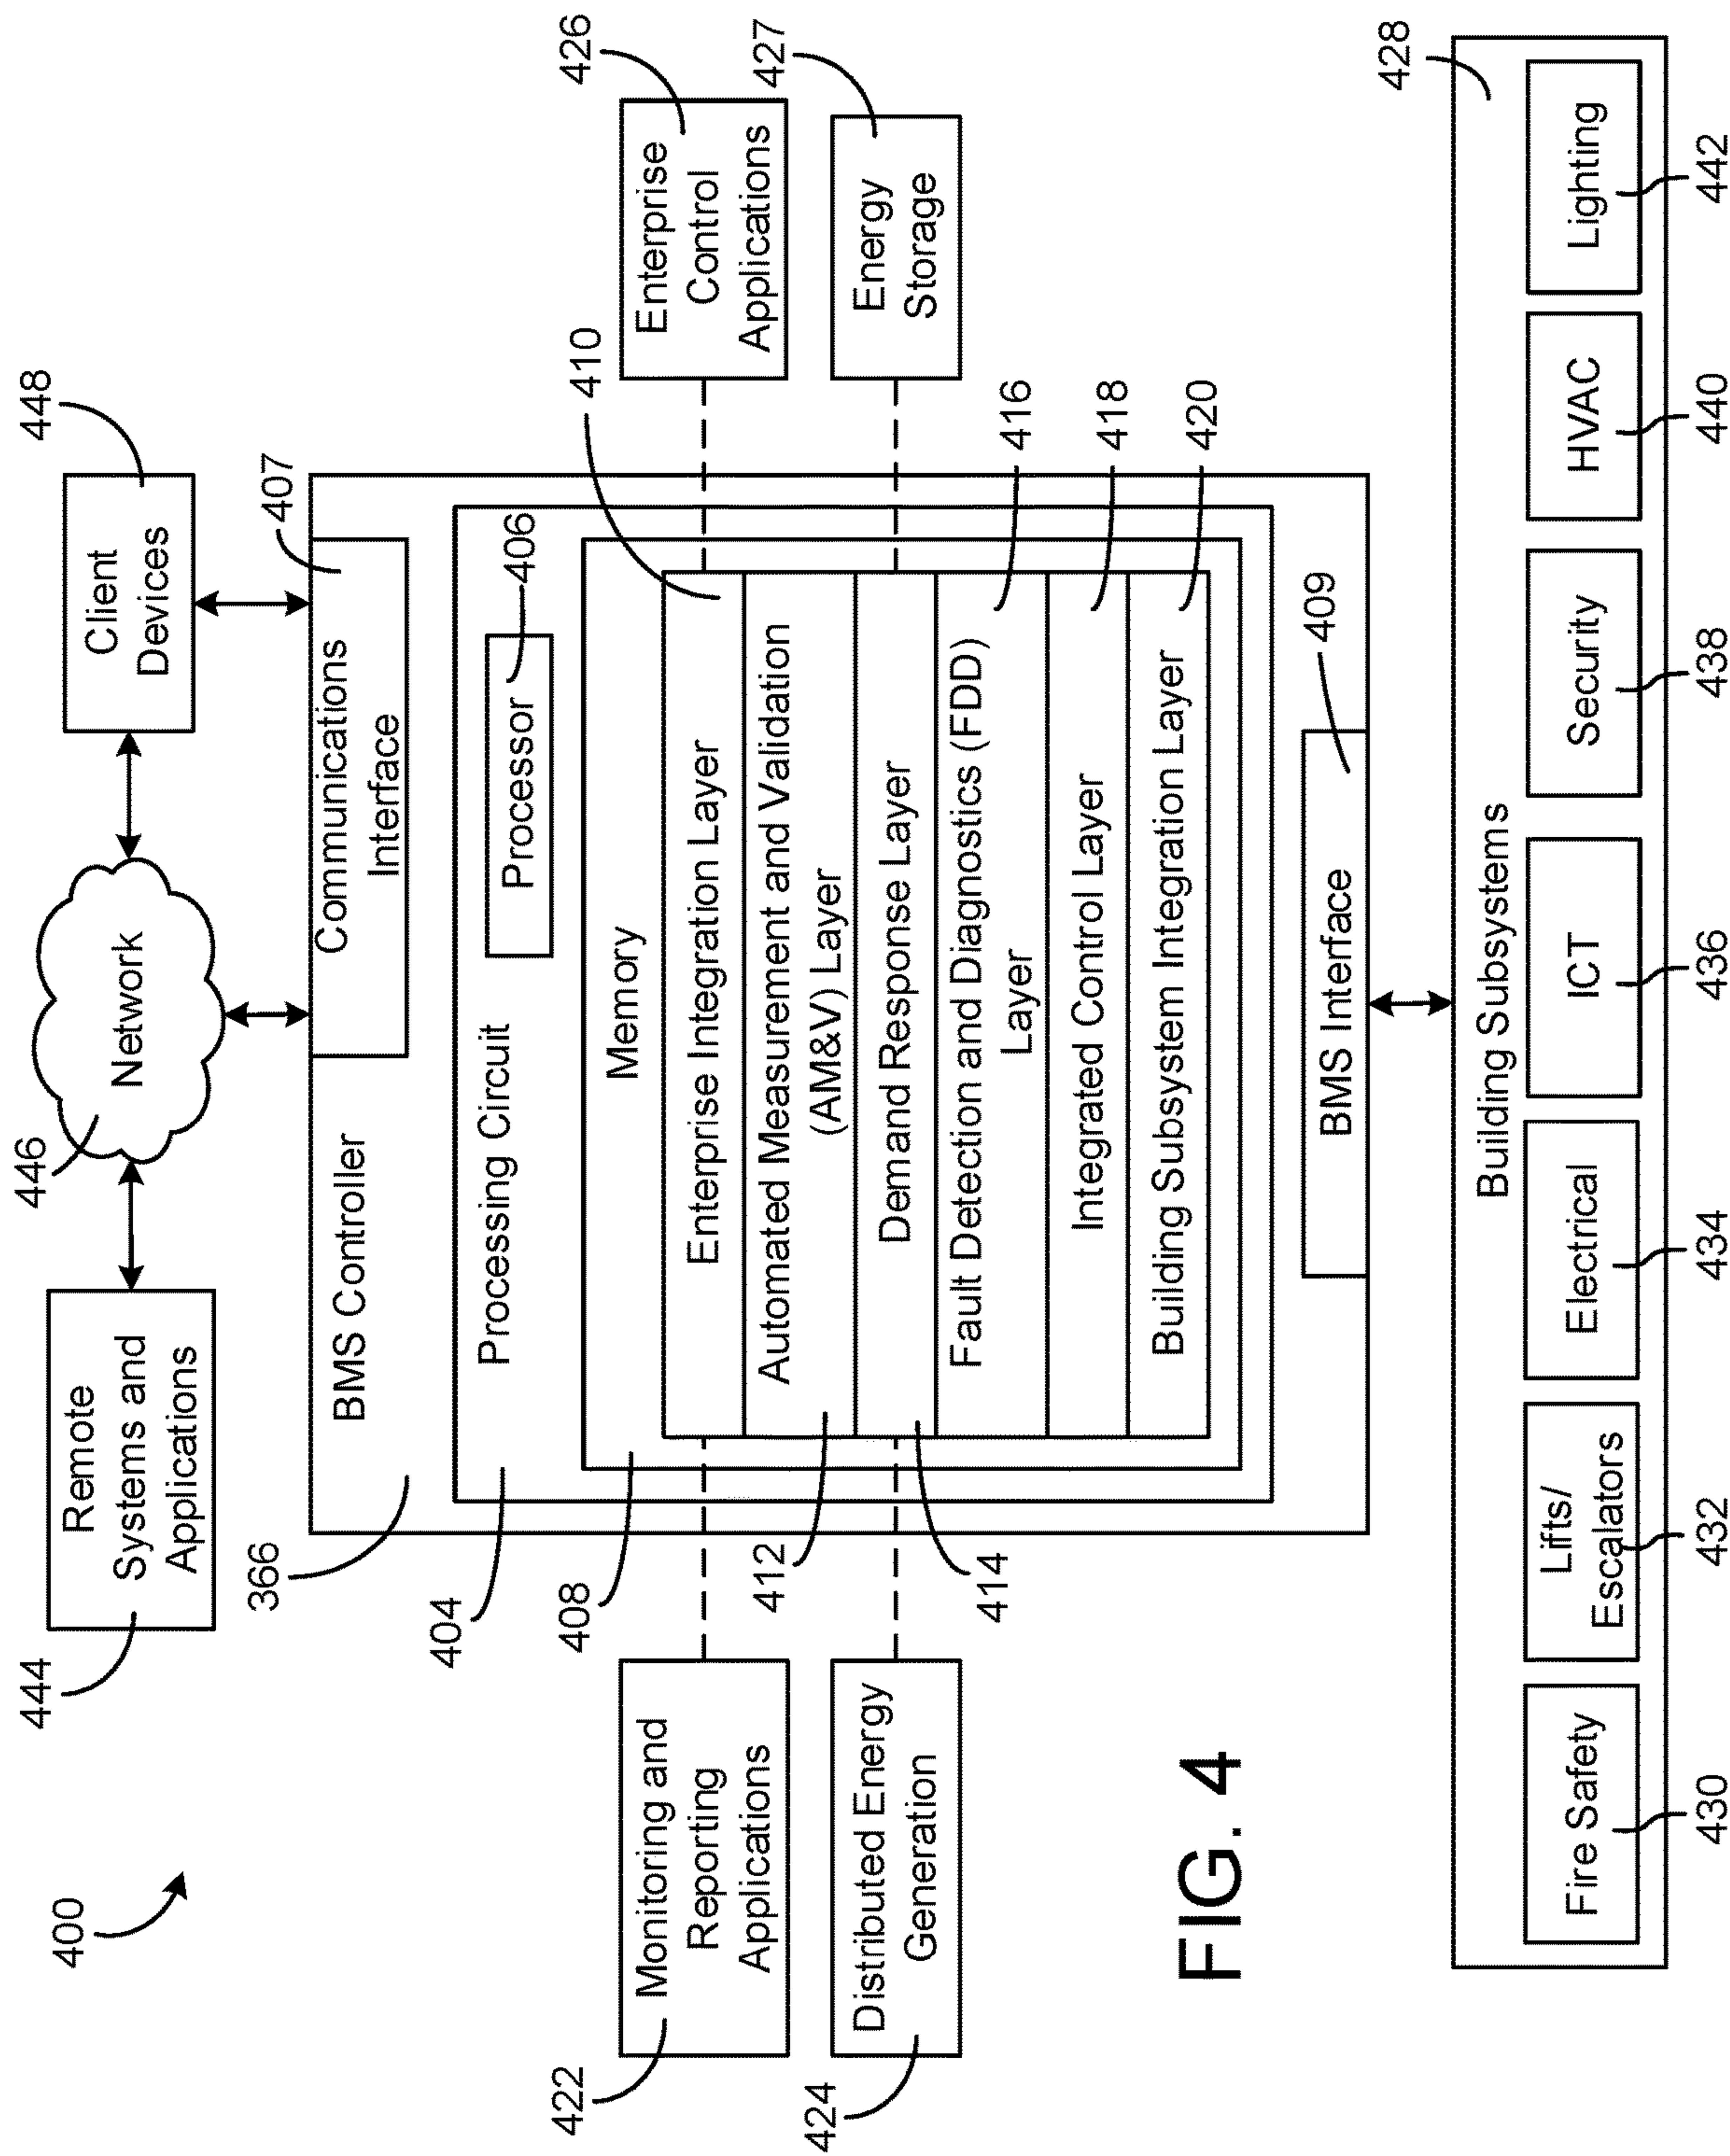 400
444
Remote
Systems and
Applications
446
Network
448
Client
Devices
366
BMS Controller
407
Communications
Interface
404
Processing Circuit
Processor
406
408
Memory
410
Enterprise Integration Layer
412
Automated Measurement and Validation
(AM&V) Layer
414
Demand Response Layer
416
Fault Detection and Diagnostics (FDD)
Layer
418
Integrated Control Layer
420
Building Subsystem Integration Layer
422
Monitoring and
Reporting
Applications
424
Distributed Energy
Generation
426
Enterprise
Control
Applications
427
Energy
Storage
409
BMS Interface
428
Building Subsystems
Fire Safety
Lifts/
Escalators
Electrical
ICT
Security
HVAC
Lighting
430
432
434
436
438
440
442
FIG. 4